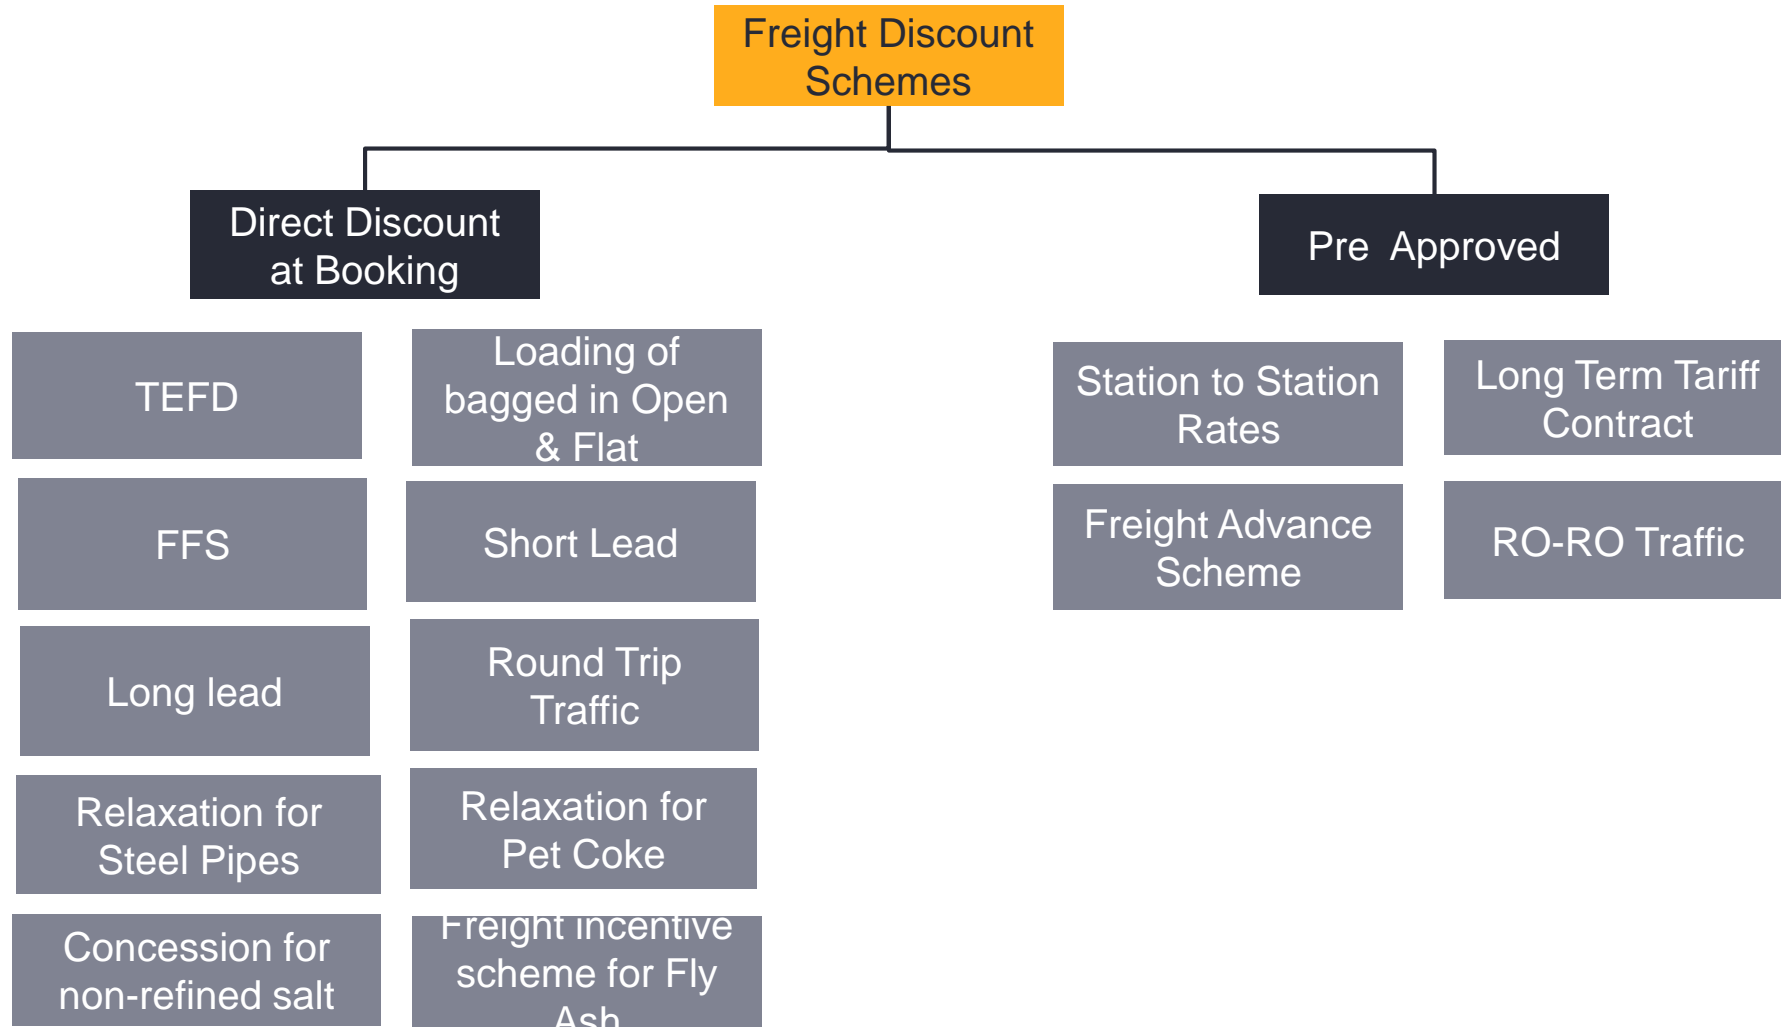 Freight Discount
Schemes
Direct Discount
at Booking
Pre Approved
TEFD
Loading of
bagged in Open
& Flat
Station to Station
Rates
Long Term Tariff
Contract
FFS
Short Lead
Freight Advance
Scheme
RO-RO Traffic
Long lead
Round Trip
Traffic
Relaxation for
Steel Pipes
Relaxation for
Pet Coke
Concession for
non-refined salt
Freight incentive
scheme for Fly
Ash